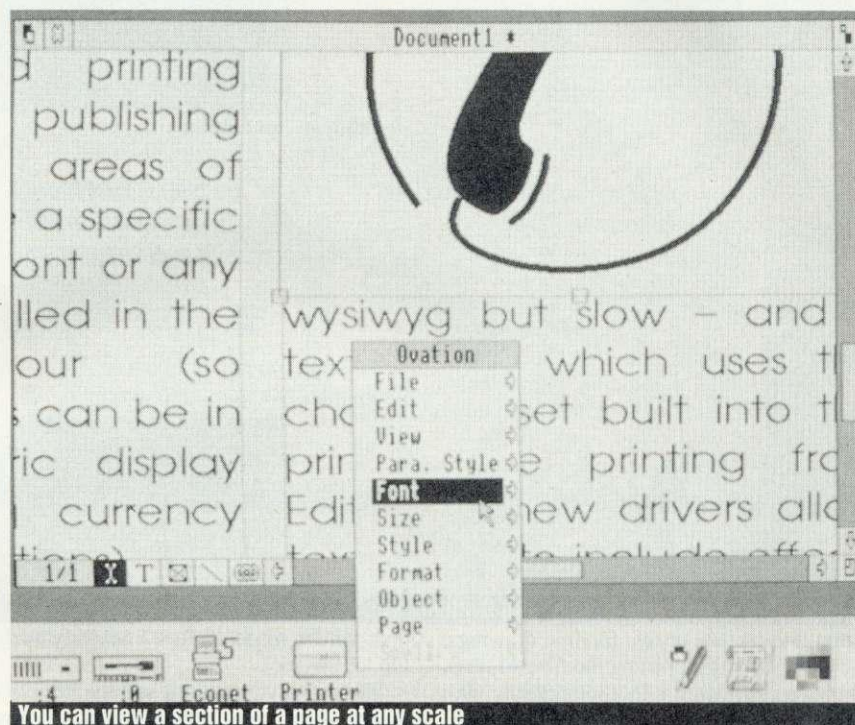 Document1 *
d printing
publishing
areas of
a specific
ont or any
lled in the
our (so
s can be in
ric display
currency
wysiwyg but slow – and
tex which uses th
set built into th
prin e printing fro
Edit new drivers allo
include
Ovation
File
Edit
View
Para. Style
Font
Size
Style
Format
Object
Page
1/1 T
:4 :0 Econet Printer
You can view a section of a page at any scale